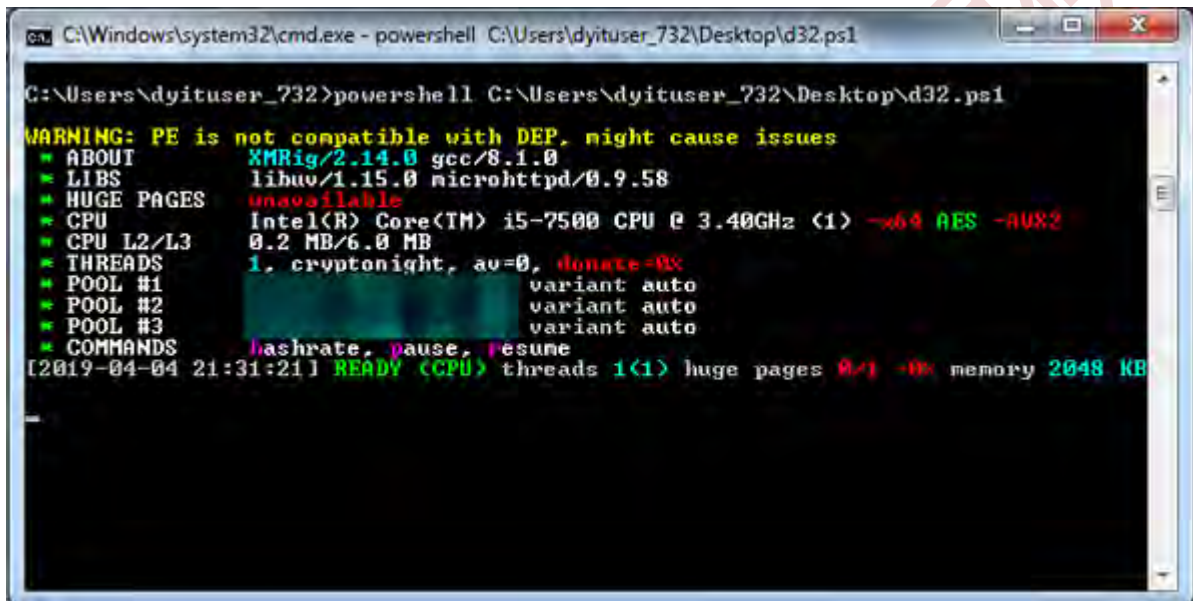 C:\Windows\system32\cmd.exe - powershell C:\Users\dyituser_732\Desktop\d32.ps1
C:\Users\dyituser_732>powershell C:\Users\dyituser_732\Desktop\d32.ps1
WARNING: PE is not compatible with DEP, might cause issues
* ABOUT XMRig/2.14.0 gcc/8.1.0
* LIBS libuv/1.15.0 microhttpd/0.9.58
* HUGE PAGES unavailable
* CPU Intel(R) Core(TM) i5-7500 CPU @ 3.40GHz (1) -x64 AES -AVX2
* CPU L2/L3 0.2 MB/6.0 MB
* THREADS 1, cryptonight, av=0, donate=0%
* POOL #1 variant auto
* POOL #2 variant auto
* POOL #3 variant auto
* COMMANDS hashrate, pause, resume
[2019-04-04 21:31:21] READY (CPU) threads 1(1) huge pages 0/1 0% memory 2048 KB